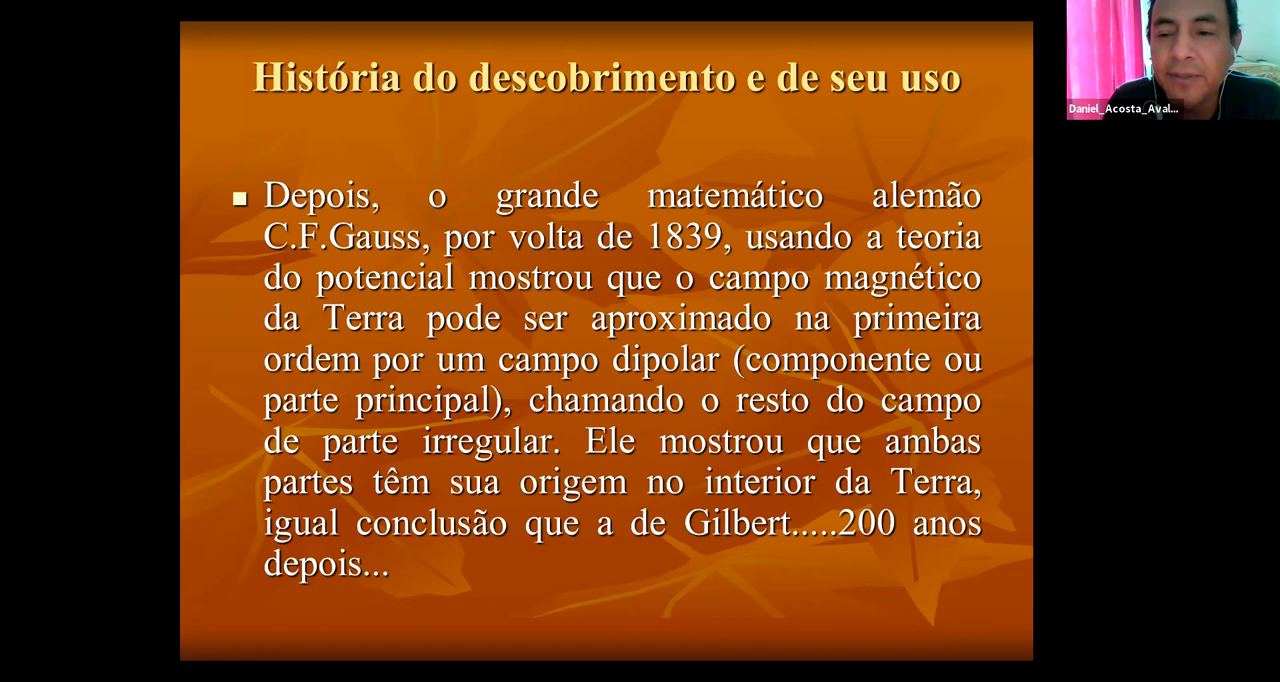 História do descobrimento e de seu uso
Depois, o grande matemático alemão
C.F.Gauss, por volta de 1839, usando a teoria
do potencial mostrou que o campo magnético
da Terra pode ser aproximado na primeira
ordem por um campo dipolar (componente ou
parte principal), chamando o resto do campo
de parte irregular. Ele mostrou que ambas
partes têm sua origem no interior da Terra,
igual conclusão que a de Gilbert.....200 anos
depois...
Daniel_Acosta_Aval...